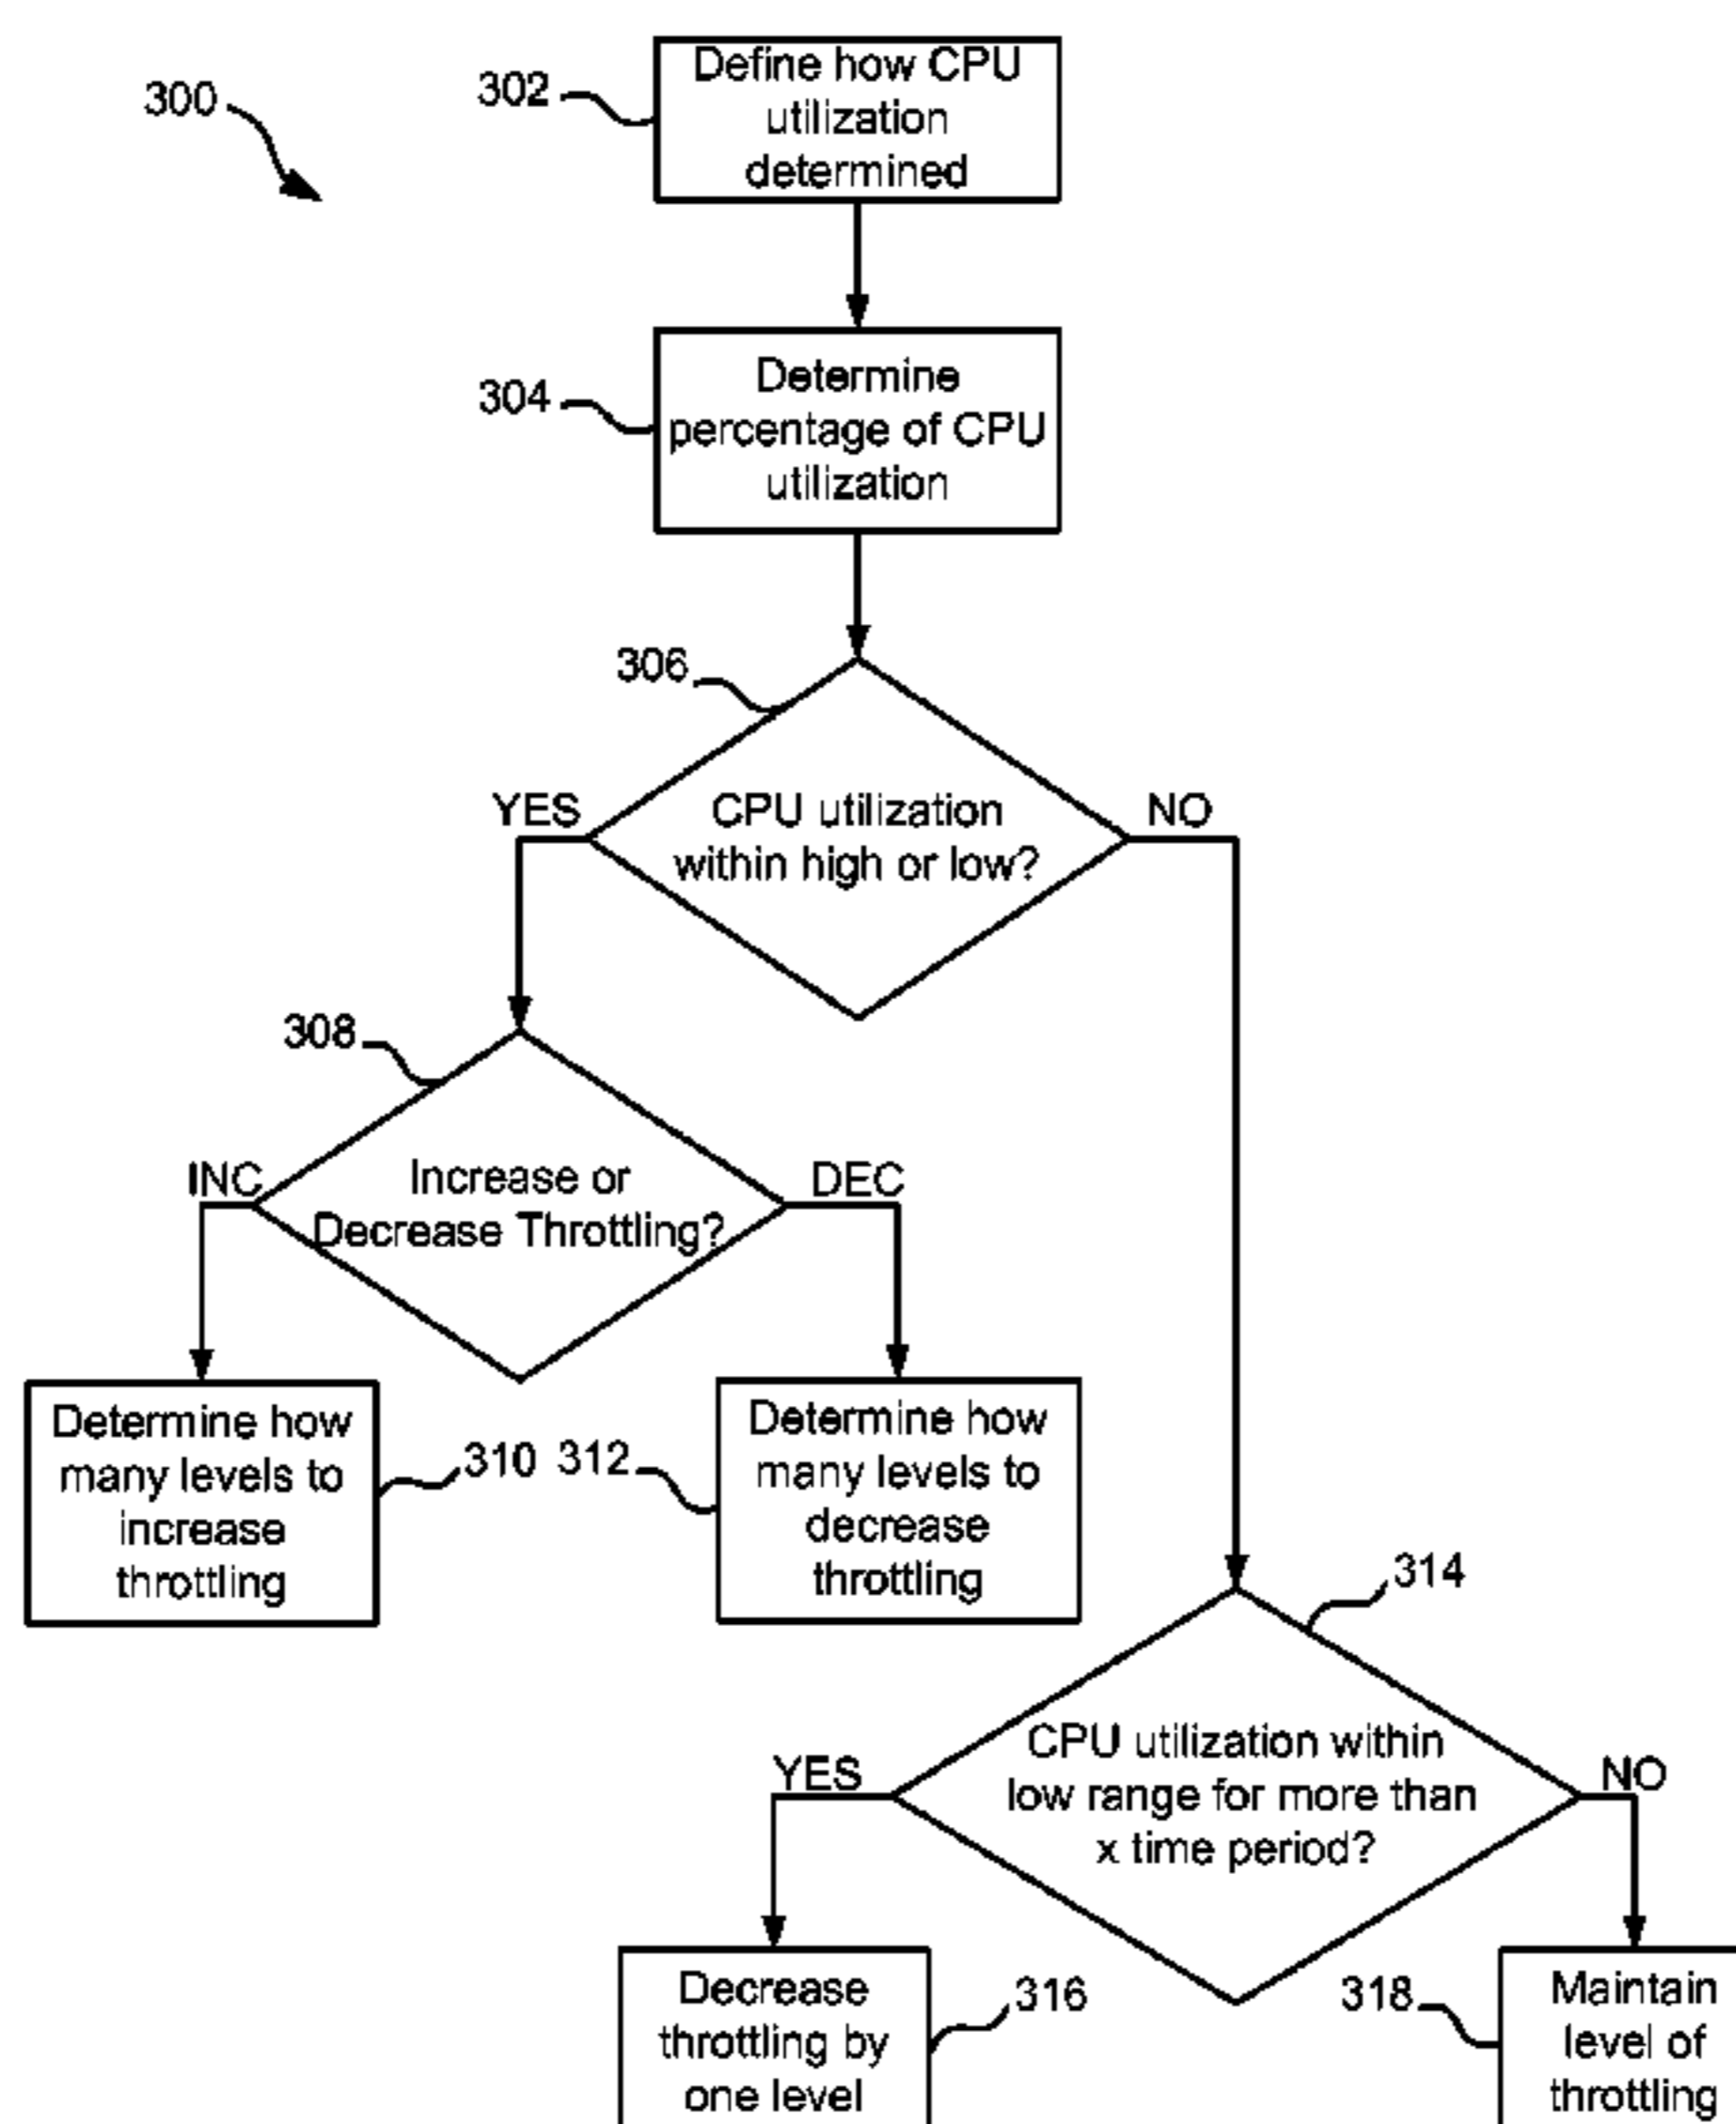 300
302
Define how CPU
utilization
determined
304
Determine
percentage of CPU
utilization
306
YES
CPU utilization
within high or low?
NO
308
INC
Increase or
Decrease Throttling?
DEC
Determine how
many levels to
increase
throttling
310
312
Determine how
many levels to
decrease
throttling
314
YES
CPU utilization within
low range for more than
x time period?
NO
Decrease
throttling by
one level
316
318
Maintain
level of
throttling